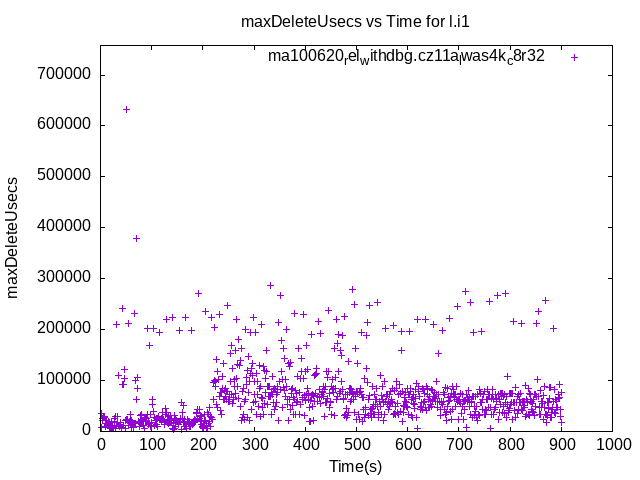 maxDeleteUsecs vs Time for l.i1
ma100620relwithdbg.cz11alwas4kc8r32
700000
600000
500000
400000
300000
200000
100000
0
maxDeleteUsecs
0 100 200 300 400 500 600 700 800 900 1000
Time(s)